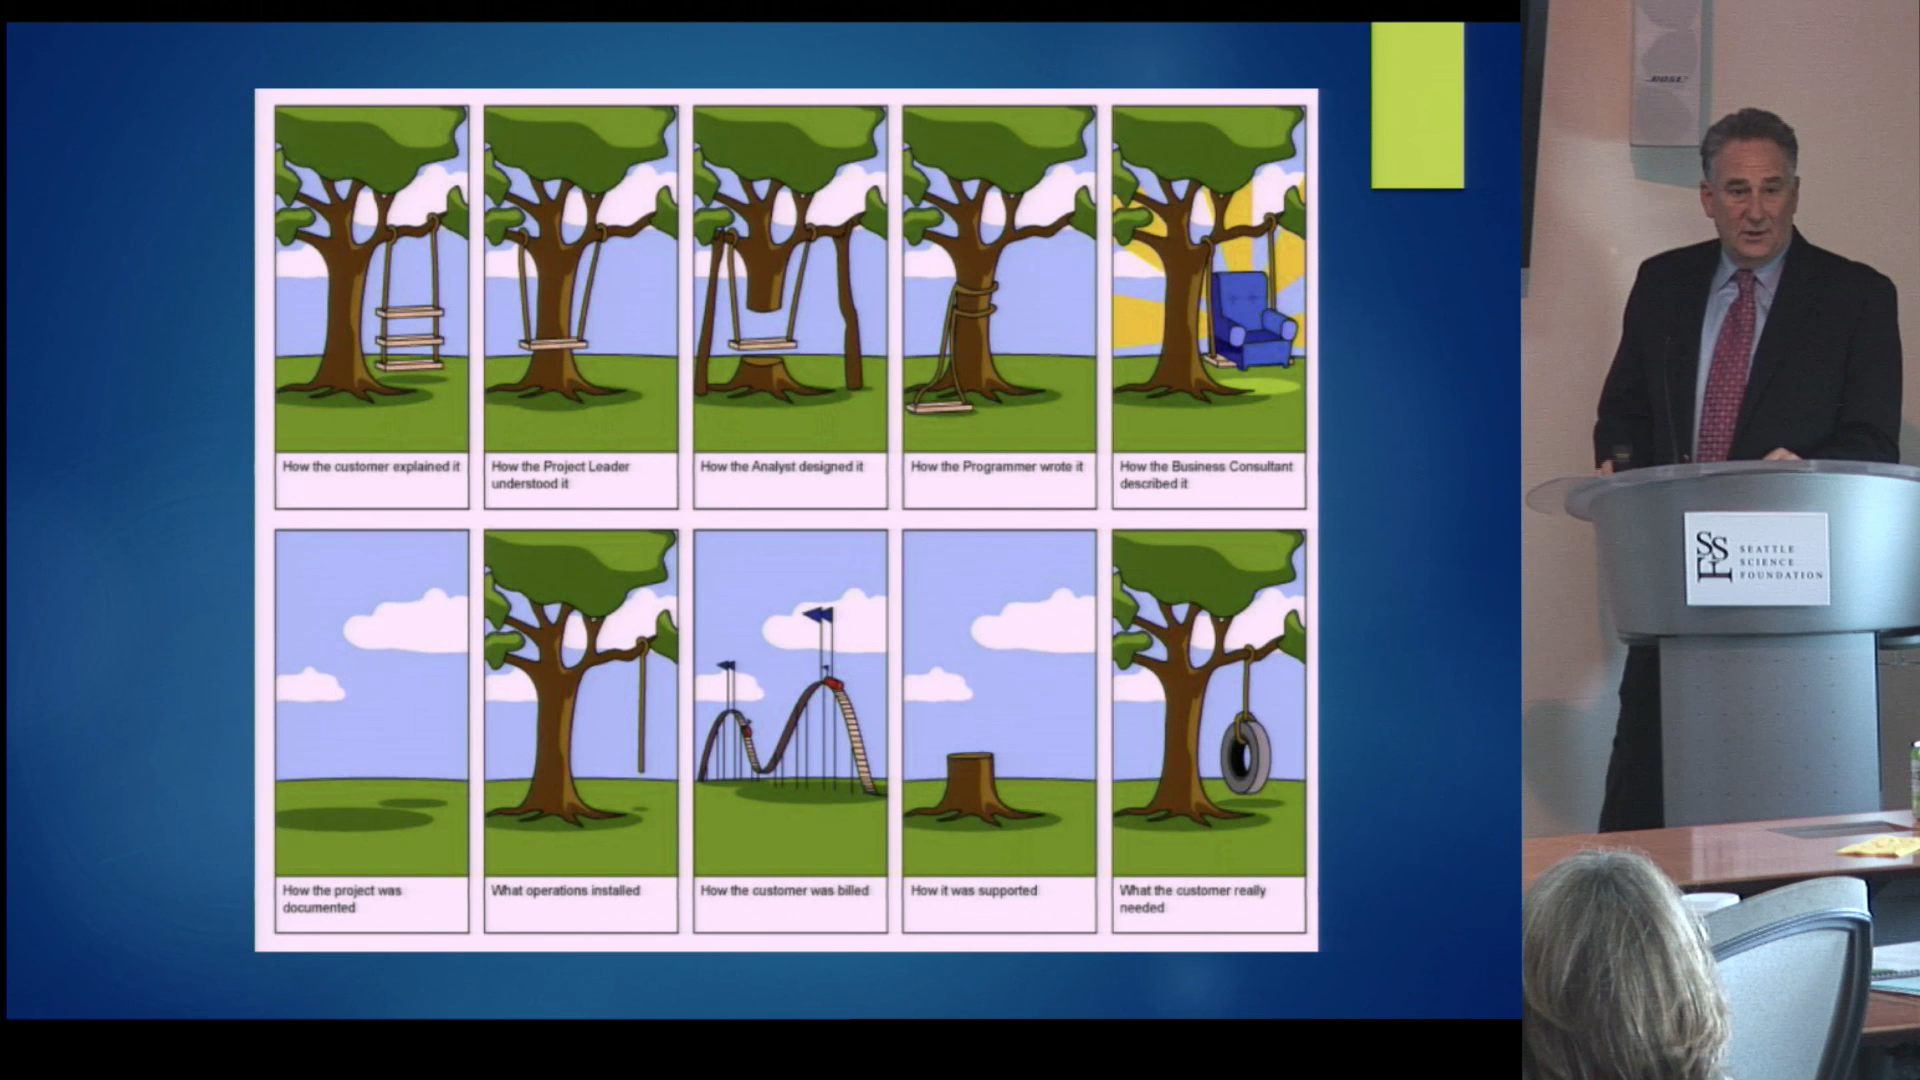 How the customer explained it
How the Project Leader
understood it
How the Analyst designed it
How the Programmer wrote it
How the Business Consultant
described it
How the project was
documented
What operations installed
How the customer was billed
How it was supported
What the customer really
needed
BOSE
SSF
SEATTLE
SCIENCE
FOUNDATION